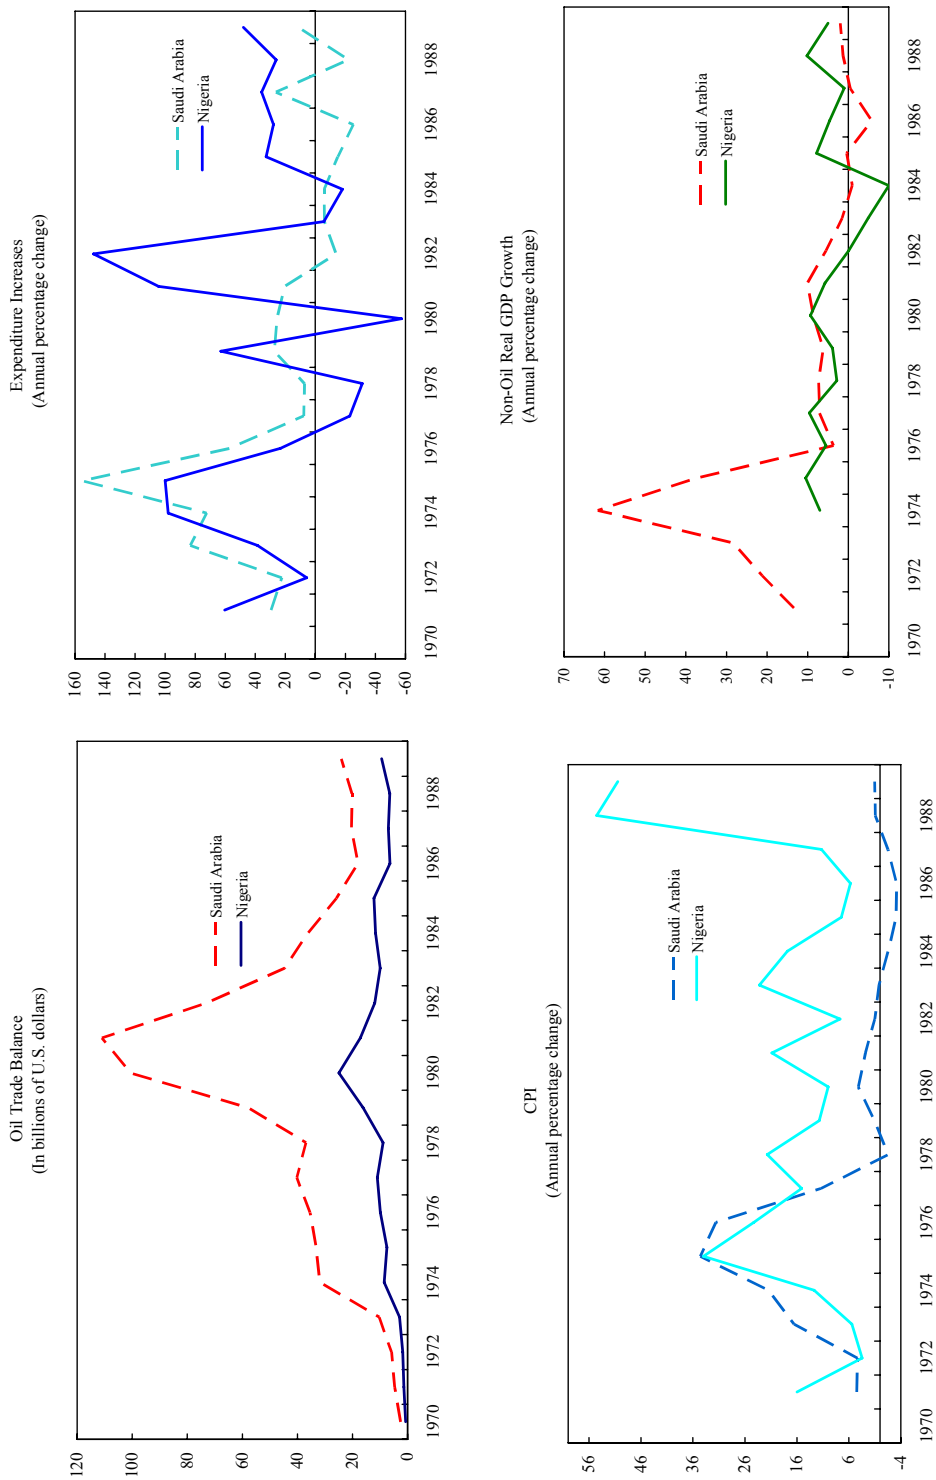 Oil Trade Balance
(In billions of U.S. dollars)
120
100
80
60
40
20
0
Saudi Arabia
Nigeria
1970 1972 1974 1976 1978 1980 1982 1984 1986 1988
Expenditure Increases
(Annual percentage change)
160
140
120
100
80
60
40
20
0
-20
-40
-60
Saudi Arabia
Nigeria
1970 1972 1974 1976 1978 1980 1982 1984 1986 1988
CPI
(Annual percentage change)
56
46
36
26
16
6
-4
Saudi Arabia
Nigeria
1970 1972 1974 1976 1978 1980 1982 1984 1986 1988
Non-Oil Real GDP Growth
(Annual percentage change)
70
60
50
40
30
20
10
0
-10
Saudi Arabia
Nigeria
1970 1972 1974 1976 1978 1980 1982 1984 1986 1988